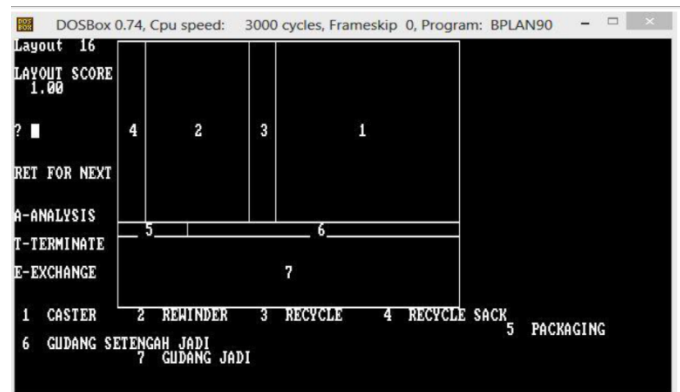 DOSBox 0.74, Cpu speed: 3000 cycles, Frameskip 0, Program: BPLAN90
Layout 16
LAYOUT SCORE
1.00
? 4 2 3 1
RET FOR NEXT
A-ANALYSIS
5 6
T-TERMINATE
E-EXCHANGE 7
1 CASTER 2 REWINDER 3 RECYCLE 4 RECYCLE SACK
5 PACKAGING
6 GUDANG SETENGAH JADI
7 GUDANG JADI